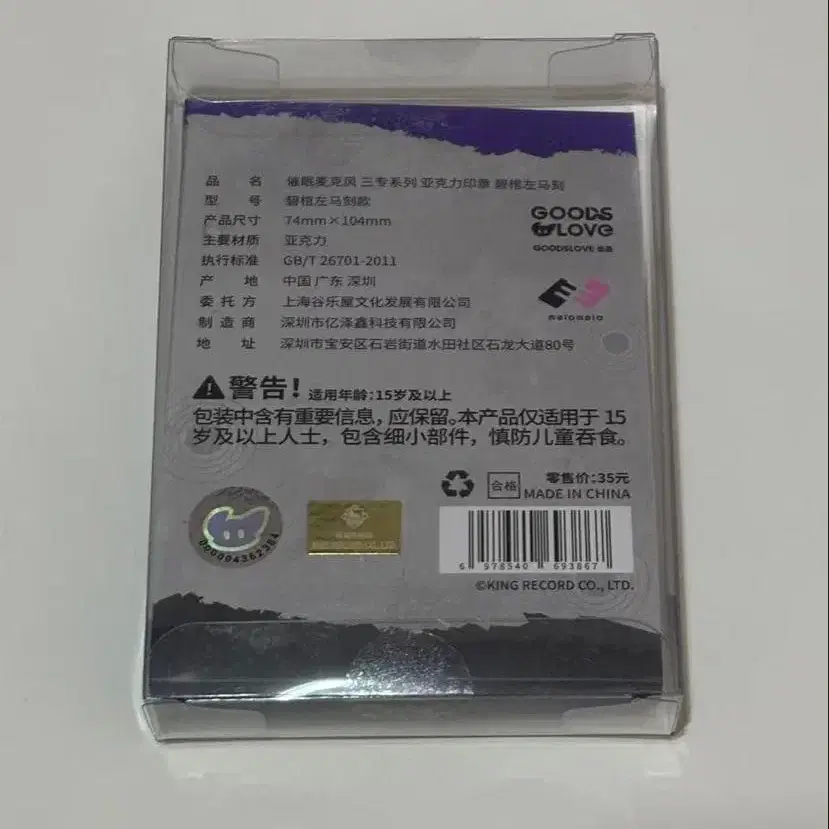 品 名 催眠麦克风 三专系列 亚克力印章 碧棺左马刻
型 号 碧棺左马刻款
产品尺寸 74mm×104mm
主要材质 亚克力
执行标准 GB/T 26701-2011
产 地 中国 广东 深圳
委 托 方 上海谷乐屋文化发展有限公司
制 造 商 深圳市亿泽鑫科技有限公司
地 址 深圳市宝安区石岩街道水田社区石龙大道80号
GOODS
LOVE
GOODSLOVE
警告! 适用年龄:15岁及以上
包装中含有重要信息,应保留。本产品仅适用于 15
岁及以上人士,包含细小部件,慎防儿童吞食。
合格
零售价:35元
MADE IN CHINA
000004362384
6 978540 693867
©KING RECORD CO., LTD.